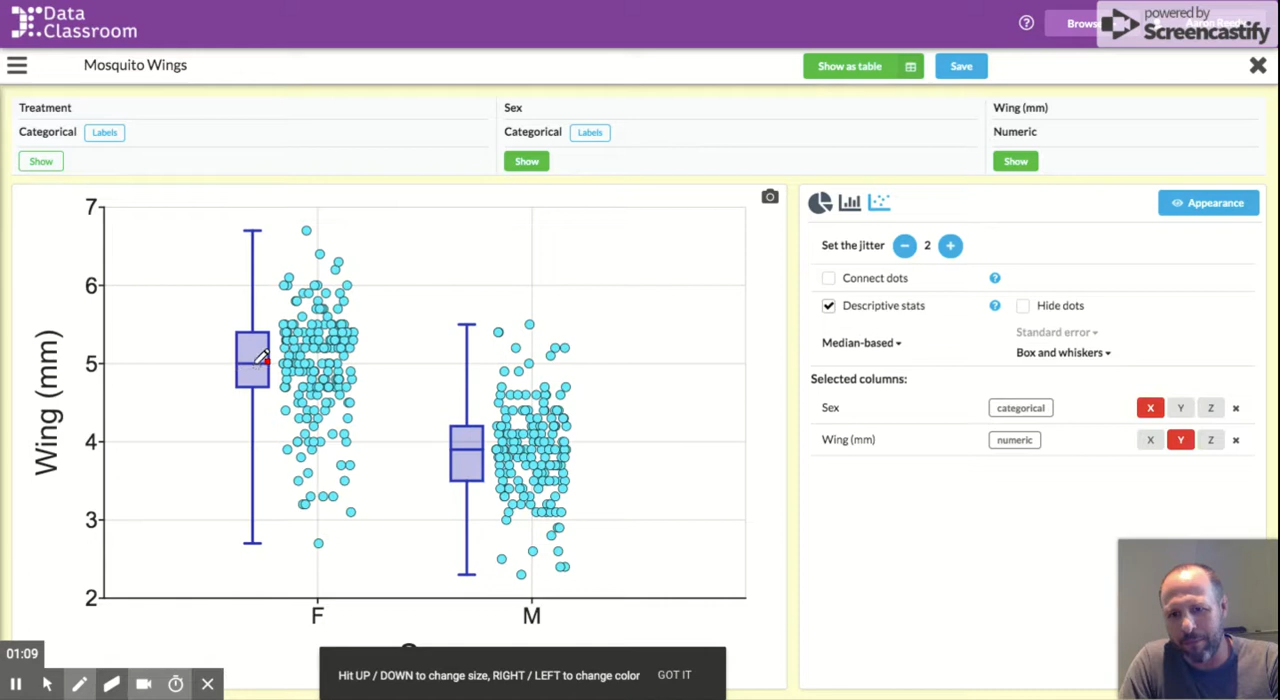 Data
Classroom
Brows
powered by
Screencastify
Mosquito Wings
Show as table
Save
Treatment
Sex
Wing (mm)
Categorical Labels
Categorical Labels
Numeric
Show
Show
Show
Appearance
Set the jitter 2
Connect dots
Descriptive stats
Hide dots
Standard error
Median-based
Box and whiskers
Selected columns:
Sex categorical X Y Z
Wing (mm) numeric X Y Z
Wing (mm)
7
6
5
4
3
2
F M
01:09
Hit UP / DOWN to change size, RIGHT / LEFT to change color GOT IT